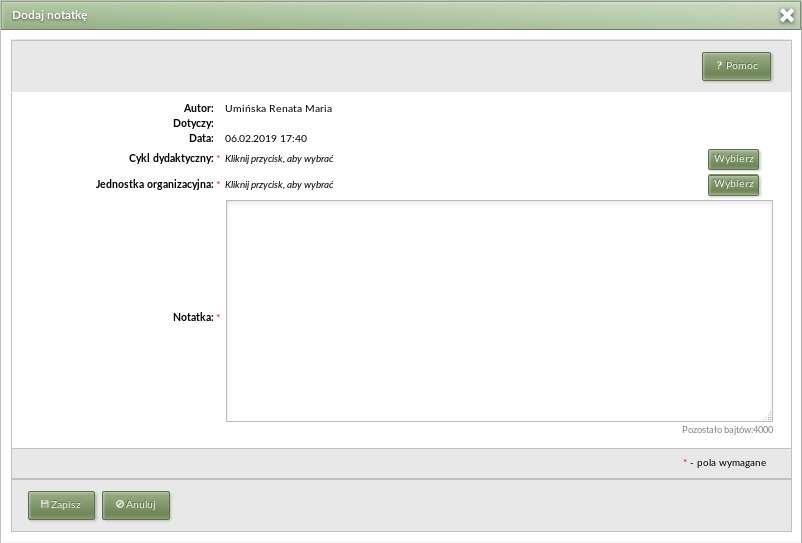 Dodaj notatkę
? Pomoc
Autor: Umińska Renata Maria
Dotyczy:
Data: 06.02.2019 17:40
Cykl dydaktyczny: * Kliknij przycisk, aby wybrać Wybierz
Jednostka organizacyjna: * Kliknij przycisk, aby wybrać Wybierz
Notatka: *
Pozostało bajtów:4000
* - pola wymagane
Zapisz Anuluj